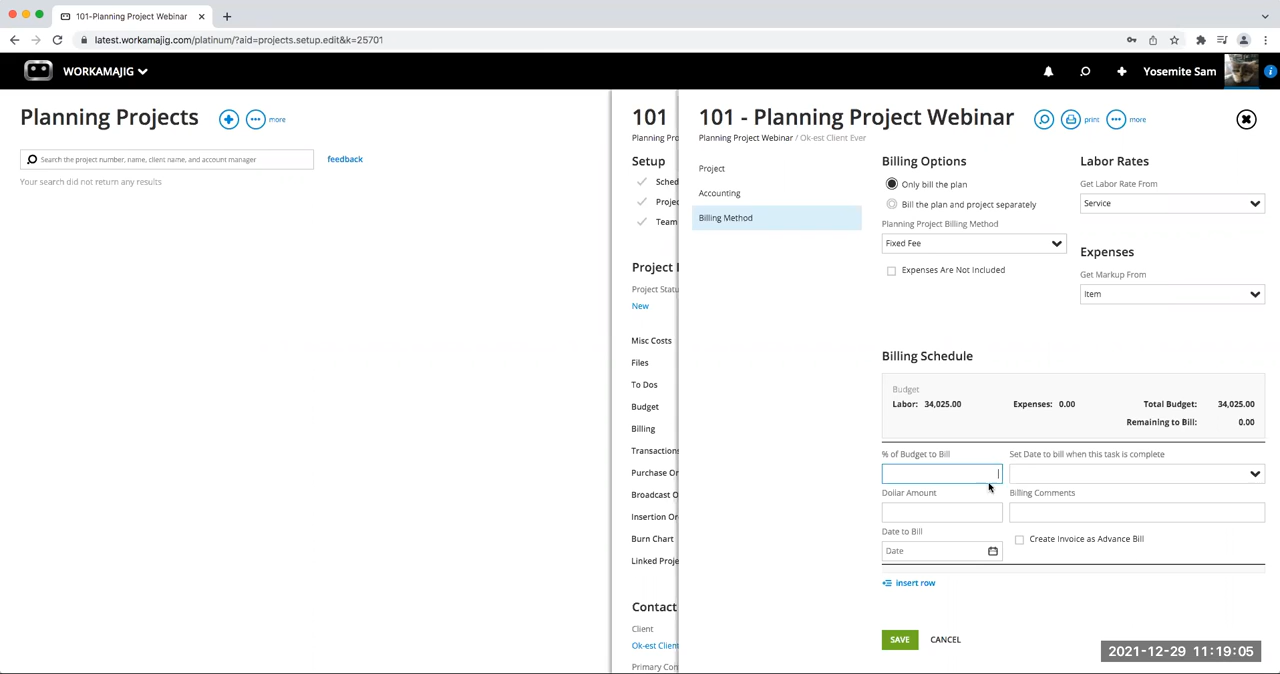 101-Planning Project Webinar
latest.workamajig.com/platinum/?aid=projects.setup.edit&k=25701
WORKAMAJIG
Yosemite Sam
Planning Projects
more
Search the project number, name, client name, and account manager
feedback
Your search did not return any results
101
Planning Pro
Setup
Sched
Projec
Team
Project I
Project Statu
New
Misc Costs
Files
To Dos
Budget
Billing
Transactions
Purchase Or
Broadcast O
Insertion Or
Burn Chart
Linked Proje
Contact
Client
Ok-est Client
Primary Con
101 - Planning Project Webinar
print
more
Planning Project Webinar / Ok-est Client Ever
Project
Accounting
Billing Method
Billing Options
Only bill the plan
Bill the plan and project separately
Planning Project Billing Method
Fixed Fee
Expenses Are Not Included
Labor Rates
Get Labor Rate From
Service
Expenses
Get Markup From
Item
Billing Schedule
Budget
Labor: 34,025.00 Expenses: 0.00 Total Budget: 34,025.00
Remaining to Bill: 0.00
% of Budget to Bill
Set Date to bill when this task is complete
Dollar Amount
Billing Comments
Date to Bill
Date
Create Invoice as Advance Bill
insert row
SAVE
CANCEL
2021-12-29 11:19:05